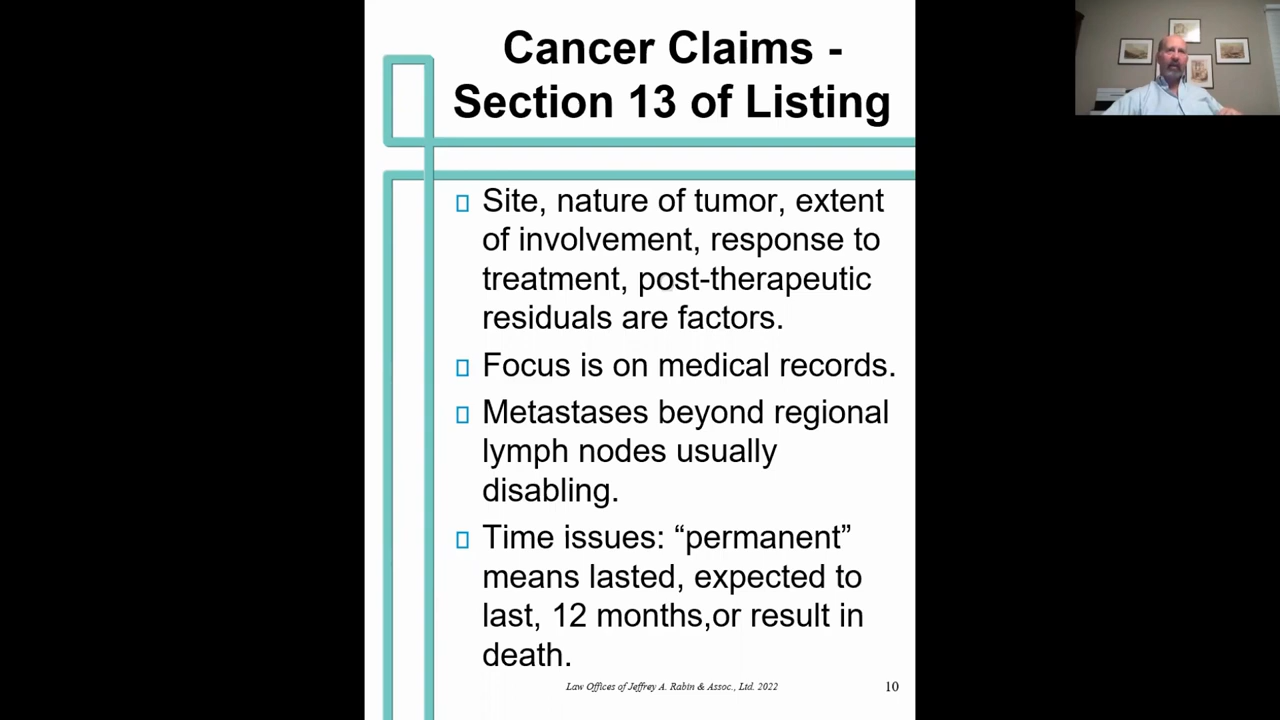 Cancer Claims -
Section 13 of Listing
Site, nature of tumor, extent
of involvement, response to
treatment, post-therapeutic
residuals are factors.
Focus is on medical records.
Metastases beyond regional
lymph nodes usually
disabling.
Time issues: “permanent”
means lasted, expected to
last, 12 months,or result in
death.
Law Offices of Jeffrey A. Rabin & Assoc., Ltd. 2022
10